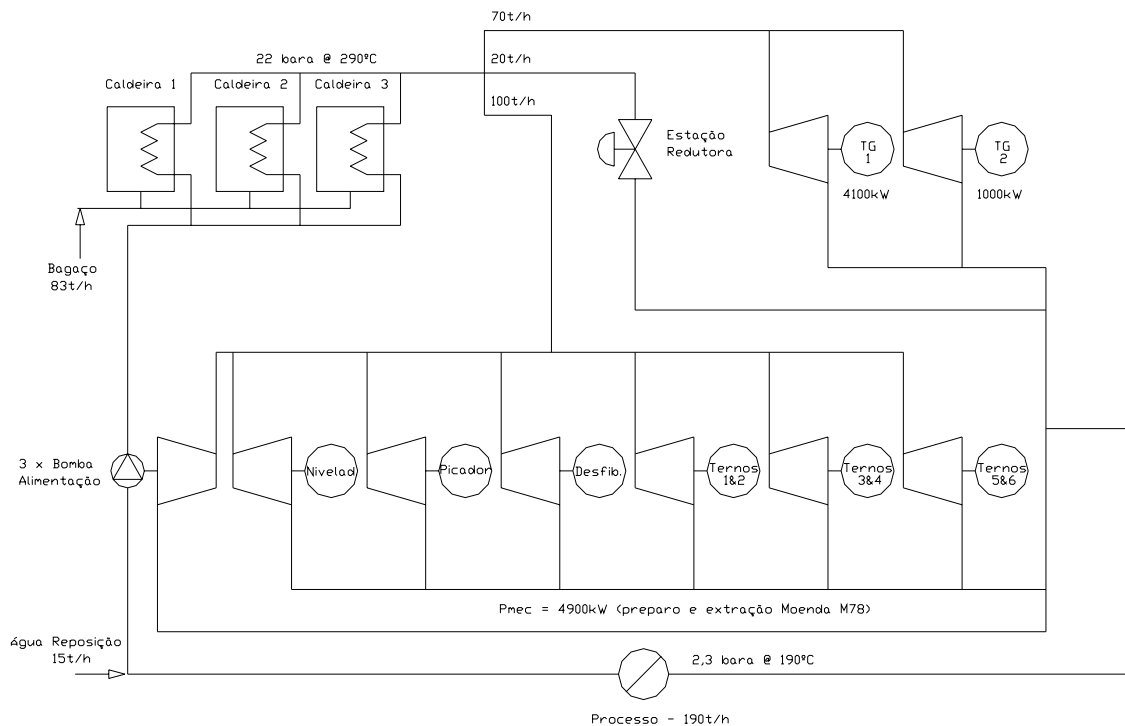 70t/h
22 bara @ 290ºC
20t/h
Caldeira 1
Caldeira 2
Caldeira 3
100t/h
Estação
Redutora
TG
1
TG
2
4100kW
1000kW
Bagaço
83t/h
3 x Bomba
Alimentação
Nivelad
Picador
Desfib.
Ternos
1&2
Ternos
3&4
Ternos
5&6
Pmec = 4900kW (preparo e extração Moenda M78)
Água Reposição
15t/h
2,3 bara @ 190ºC
Processo - 190t/h